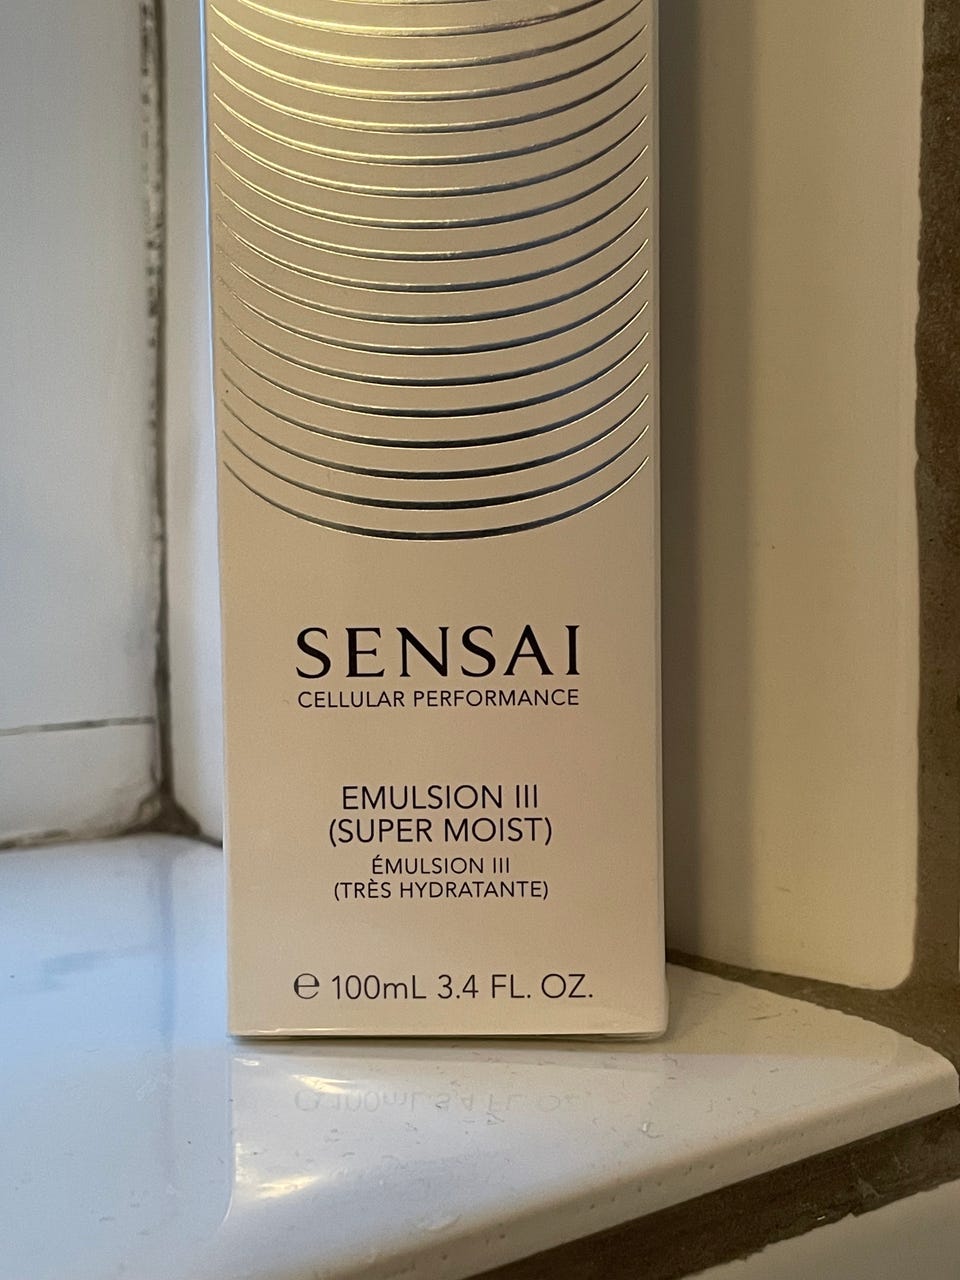 SENSAI
CELLULAR PERFORMANCE
EMULSION III
(SUPER MOIST)
ÉMULSION III
(TRÈS HYDRATANTE)
℮ 100mL 3.4 FL. OZ.